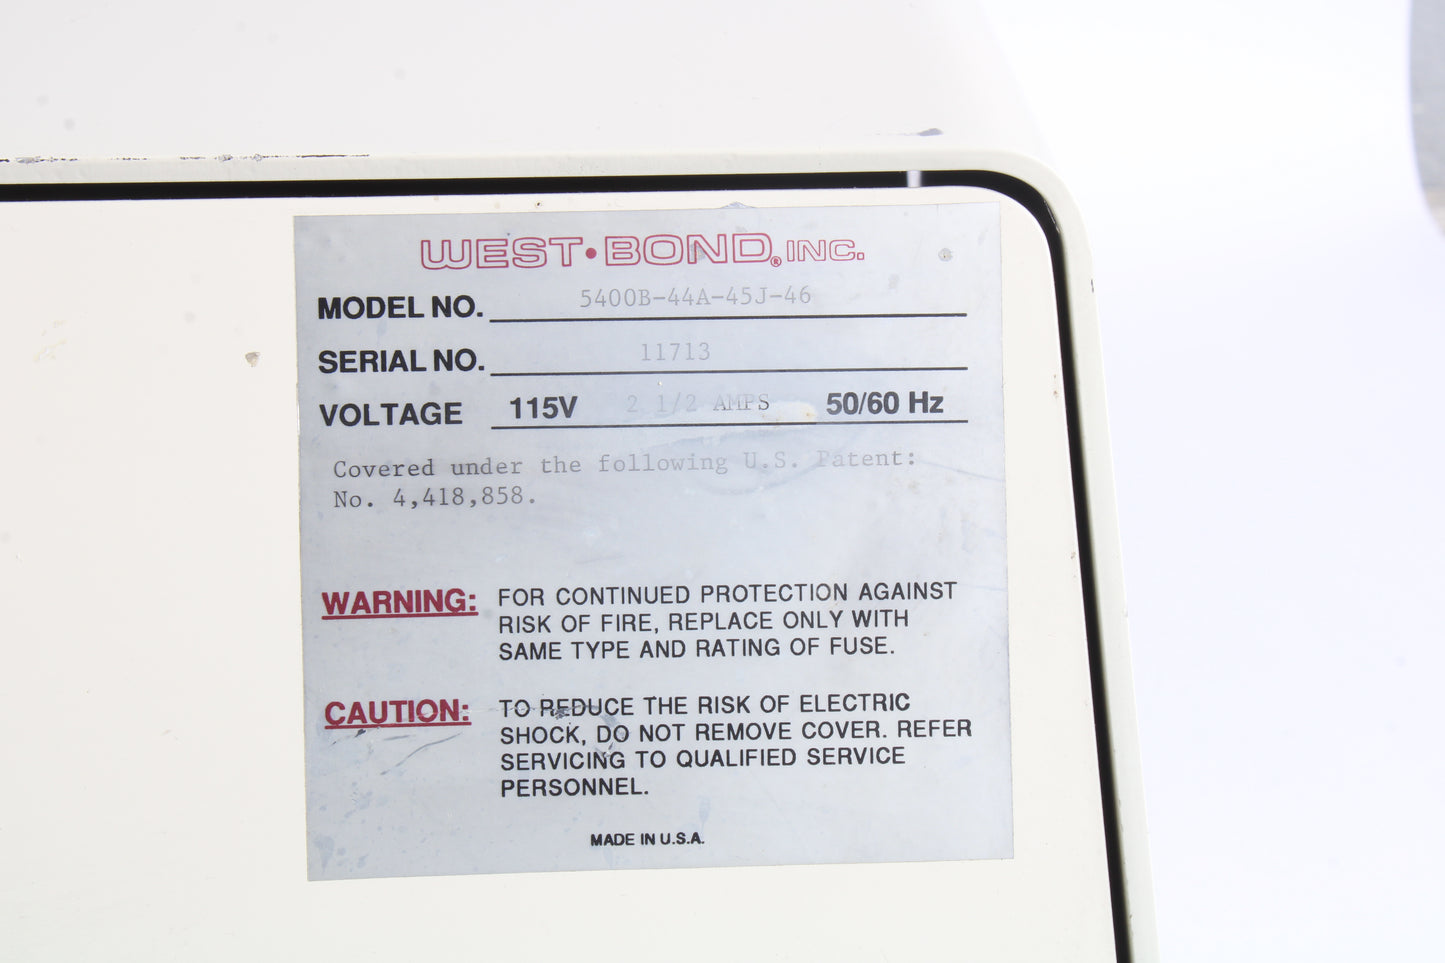 WEST·BOND® INC.
MODEL NO. 5400B-44A-45J-46
SERIAL NO. 11713
VOLTAGE 115V 2 1/2 AMPS 50/60 Hz
Covered under the following U.S. Patent:
No. 4,418,858.
WARNING: FOR CONTINUED PROTECTION AGAINST
RISK OF FIRE, REPLACE ONLY WITH
SAME TYPE AND RATING OF FUSE.
CAUTION: TO REDUCE THE RISK OF ELECTRIC
SHOCK, DO NOT REMOVE COVER. REFER
SERVICING TO QUALIFIED SERVICE
PERSONNEL.
MADE IN U.S.A.